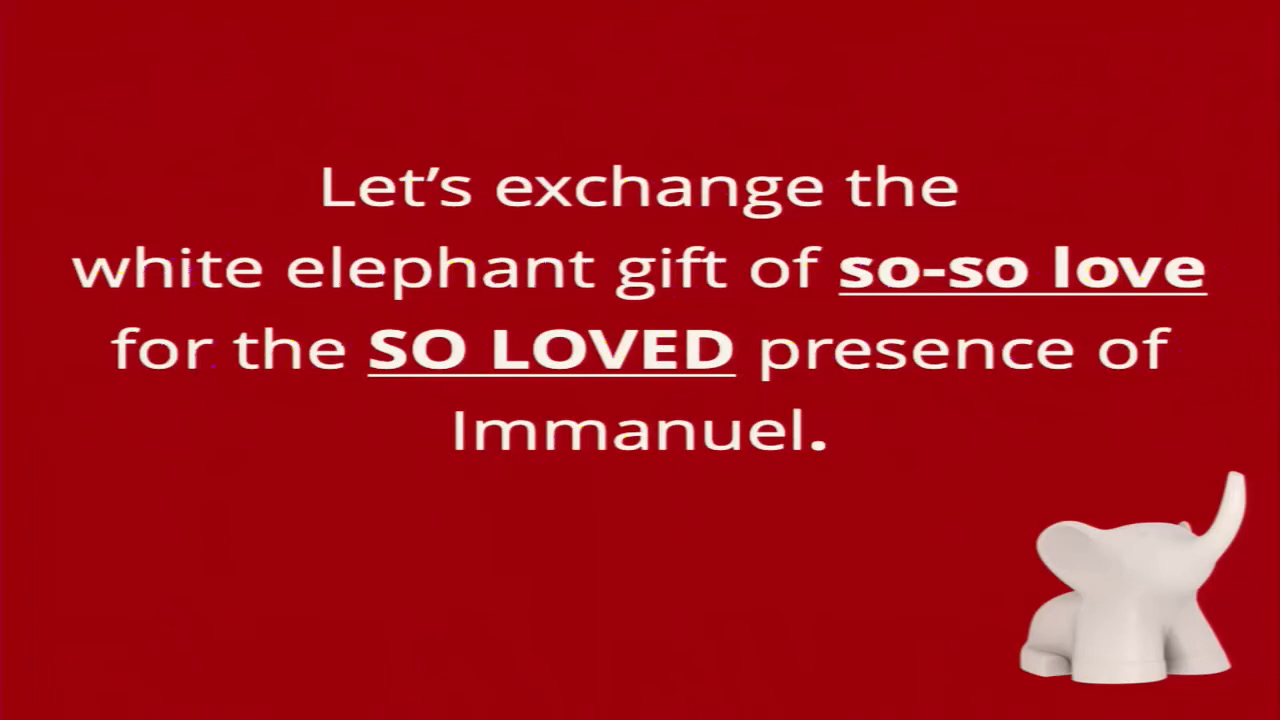 Let’s exchange the
white elephant gift of so-so love
for the SO LOVED presence of
Immanuel.